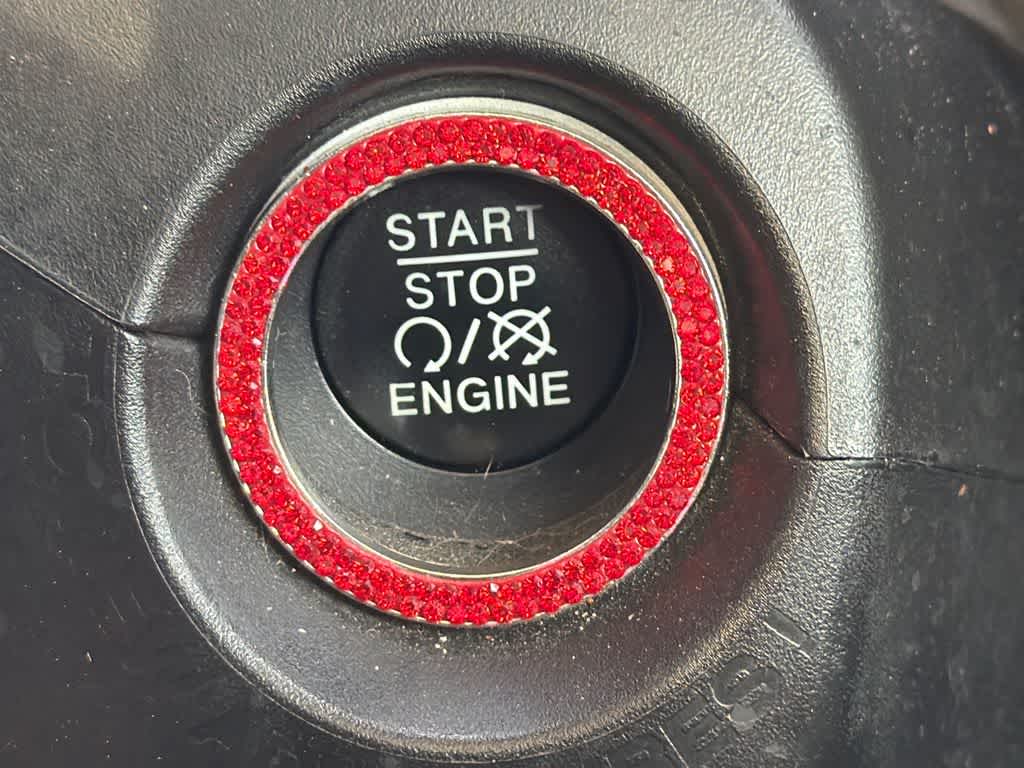 START
STOP
/
ENGINE